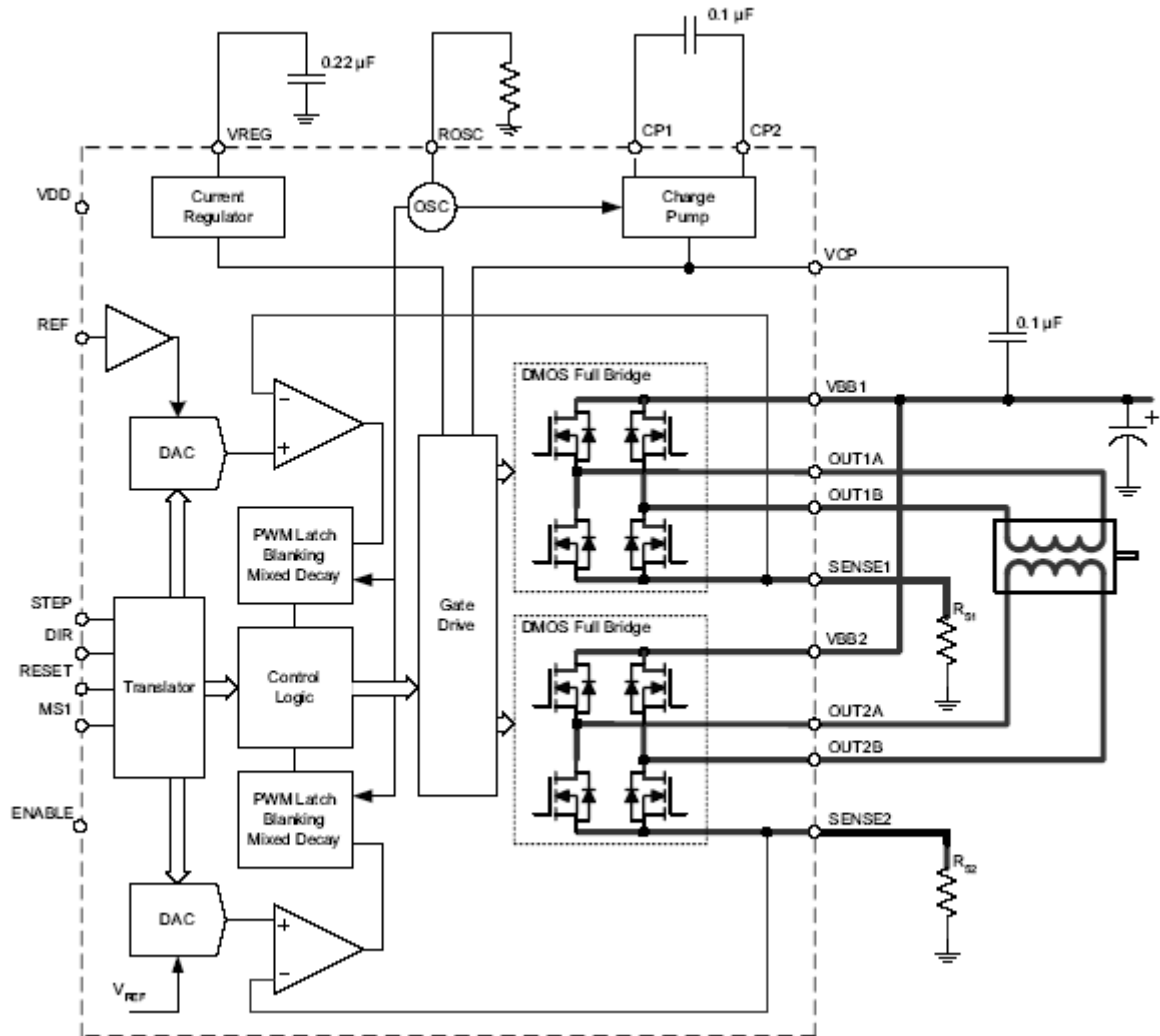 0.1 µF
0.22 µF
VREG
ROSC
CP1
CP2
VDD
Current
Regulator
OSC
Charge
Pump
VCP
REF
0.1 µF
DMOS Full Bridge
VBB1
−
+
+
DAC
OUT1A
OUT1B
PWM Latch
Blanking
Mixed Decay
SENSE1
STEP
DIR
RESET
MS1
Translator
Control
Logic
Gate
Drive
DMOS Full Bridge
RS1
VBB2
OUT2A
OUT2B
ENABLE
PWM Latch
Blanking
Mixed Decay
SENSE2
RS2
DAC
+
−
VREF